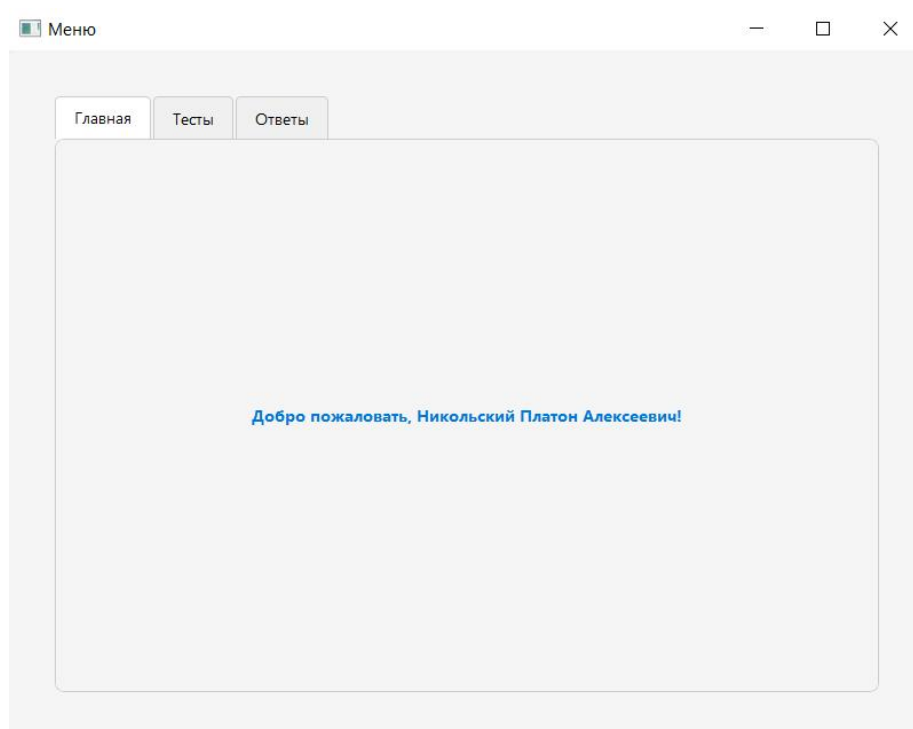 Меню
Главная Тесты Ответы
Добро пожаловать, Никольский Платон Алексеевич!